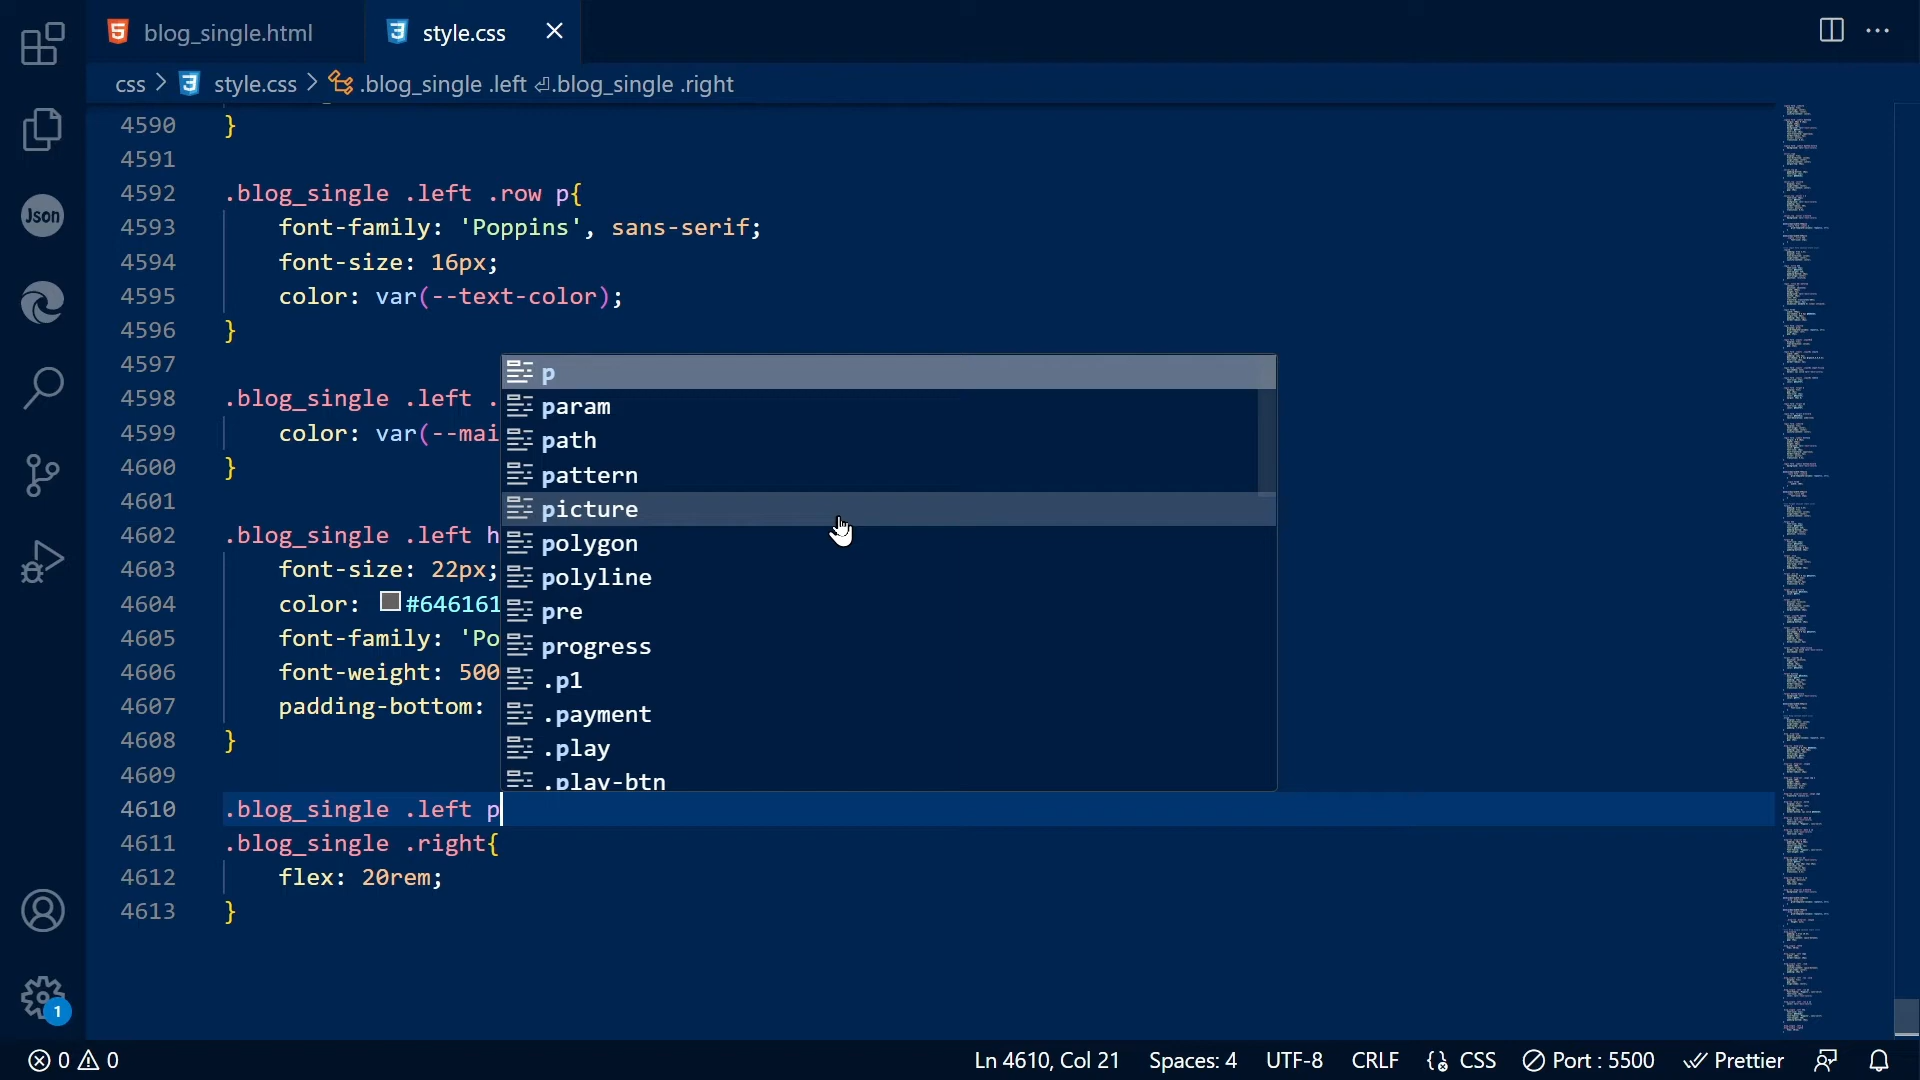 blog_single.html
style.css
css
style.css
.blog_single .left
.blog_single .right
4590 }
4591
4592 .blog_single .left .row p{
4593 font-family: 'Poppins', sans-serif;
4594 font-size: 16px;
4595 color: var(--text-color);
4596 }
4597
4598 .blog_single .left .
4599 color: var(--mai
4600 }
4601
4602 .blog_single .left h
4603 font-size: 22px;
4604 color: #646161
4605 font-family: 'Po
4606 font-weight: 500
4607 padding-bottom:
4608 }
4609
4610 .blog_single .left p
4611 .blog_single .right{
4612 flex: 20rem;
4613 }
p
param
path
pattern
picture
polygon
polyline
pre
progress
.p1
.payment
.play
.play-btn
Json
1
0 0
Ln 4610, Col 21 Spaces: 4 UTF-8 CRLF {} CSS Port : 5500 Prettier